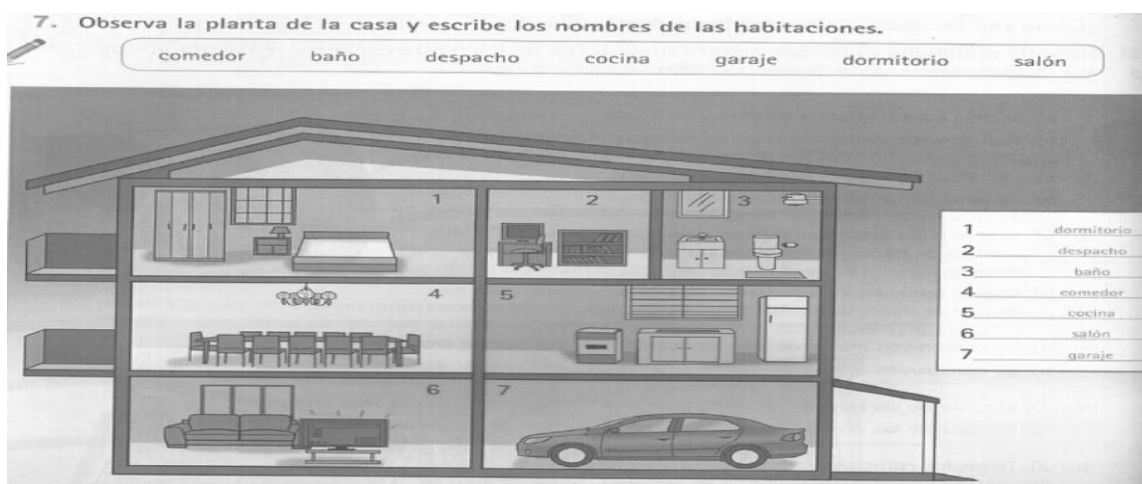 7. Observa la planta de la casa y escribe los nombres de las habitaciones.
comedor baño despacho cocina garaje dormitorio salón
1 2 3
4 5
6 7
1 dormitorio
2 despacho
3 baño
4 comedor
5 cocina
6 salón
7 garaje